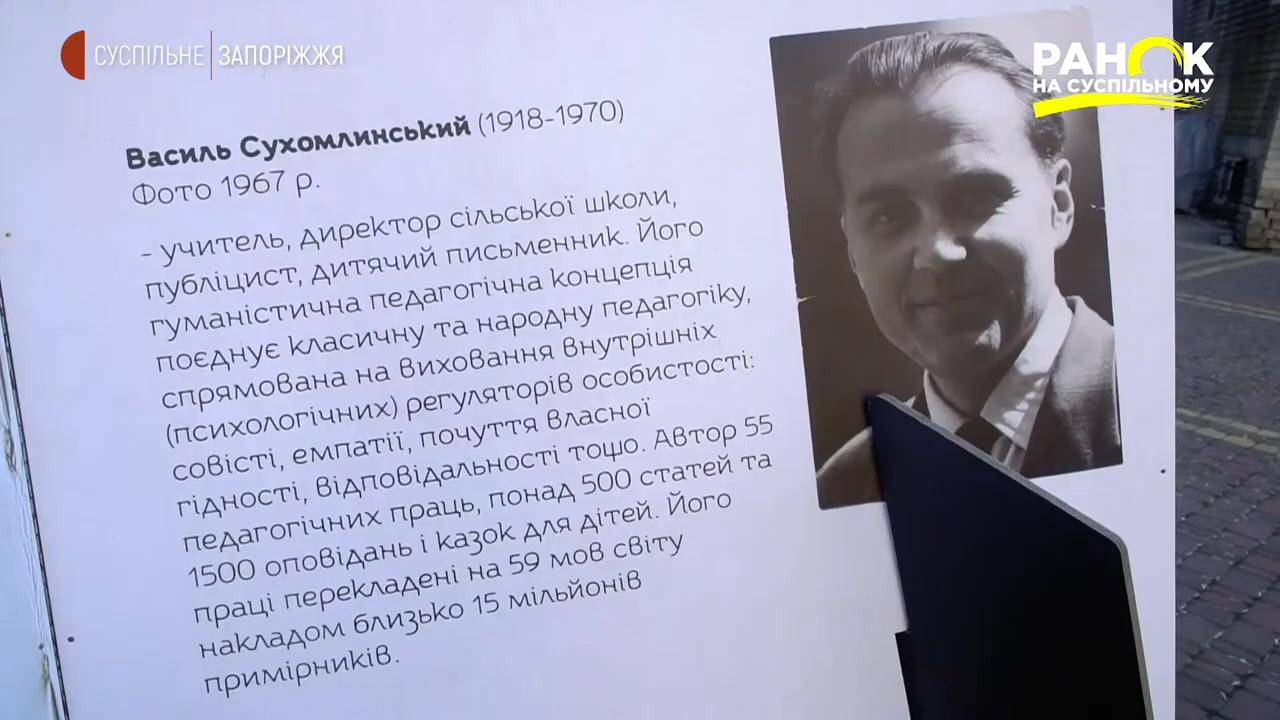 СУСПІЛЬНЕ ЗАПОРІЖЖЯ
РАНОК
НА СУСПІЛЬНОМУ
Василь Сухомлинський (1918-1970)
Фото 1967 р.
- учитель, директор сільської школи,
публіцист, дитячий письменник. Його
гуманістична педагогічна концепція
поєднує класичну та народну педагогіку,
спрямована на виховання внутрішніх
(психологічних) регуляторів особистості:
совісті, емпатії, почуття власної
гідності, відповідальності тощо. Автор 55
педагогічних праць, понад 500 статей та
1500 оповідань і казок для дітей. Його
праці перекладені на 59 мов світу
накладом близько 15 мільйонів
примірників.